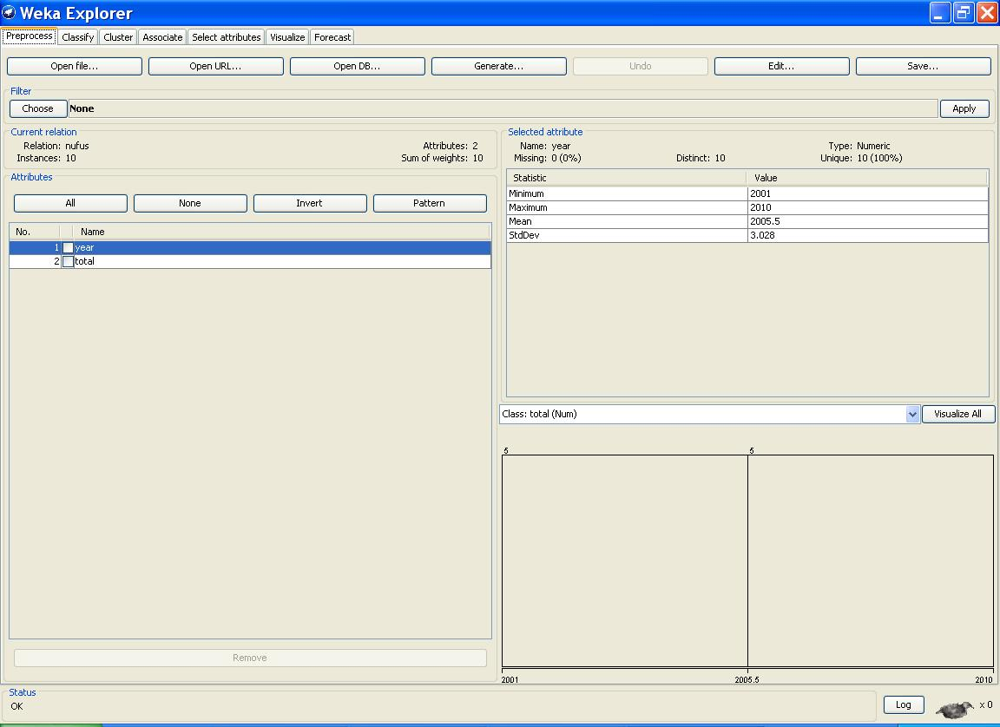 Weka Explorer
Preprocess Classify Cluster Associate Select attributes Visualize Forecast
Open file... Open URL... Open DB... Generate... Undo Edit... Save...
Filter
Choose None Apply
Current relation
Relation: nufus Attributes: 2
Instances: 10 Sum of weights: 10
Selected attribute
Name: year Type: Numeric
Missing: 0 (0%) Distinct: 10 Unique: 10 (100%)
Attributes
All None Invert Pattern
No. Name
1 year
2 total
Remove
Statistic Value
Minimum 2001
Maximum 2010
Mean 2005.5
StdDev 3.028
Class: total (Num) Visualize All
5 5
2001 2005.5 2010
Status
OK
Log x 0